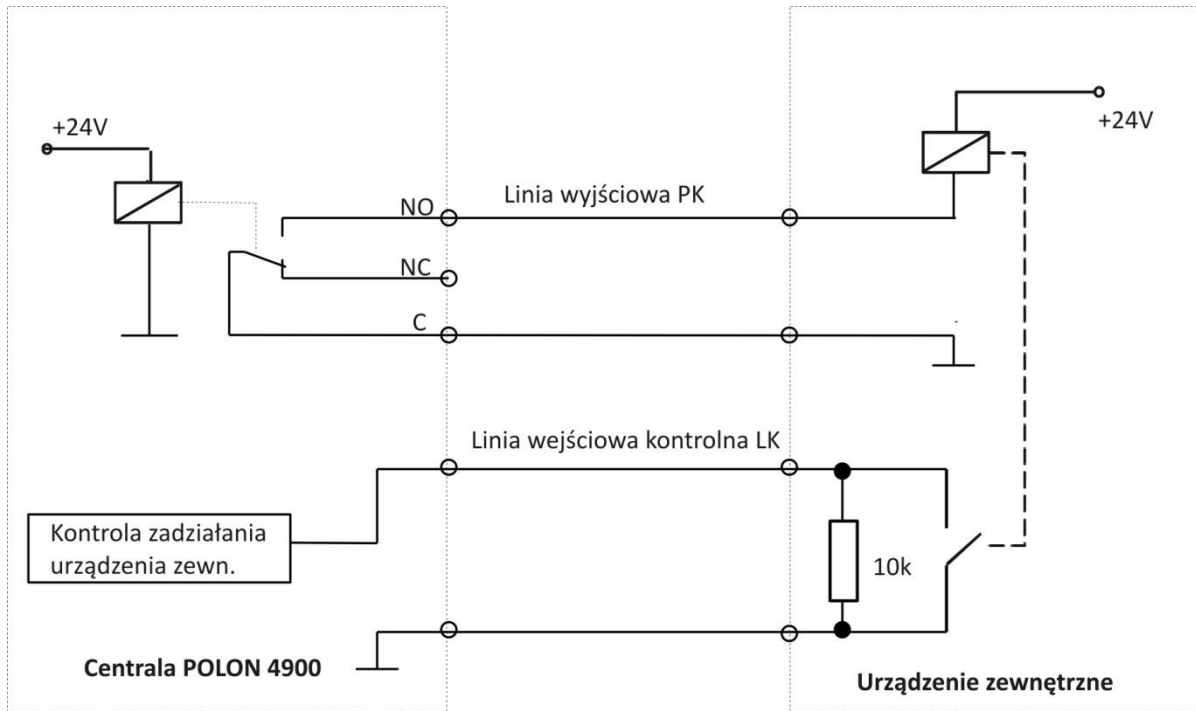 +24V
+24V
NO
Linia wyjściowa PK
NC
C
Linia wejściowa kontrolna LK
Kontrola zadziałania
urządzenia zewn.
10k
Centrala POLON 4900
Urządzenie zewnętrzne